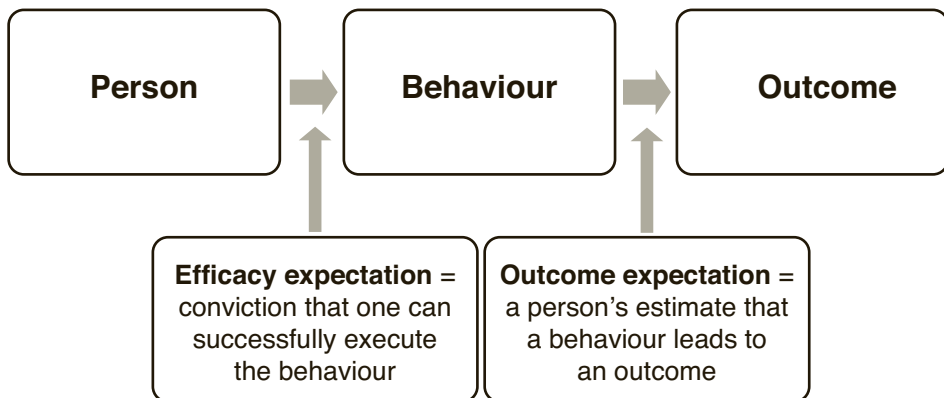 Person
Behaviour
Outcome
Efficacy expectation =
conviction that one can
successfully execute
the behaviour
Outcome expectation =
a person’s estimate that
a behaviour leads to
an outcome